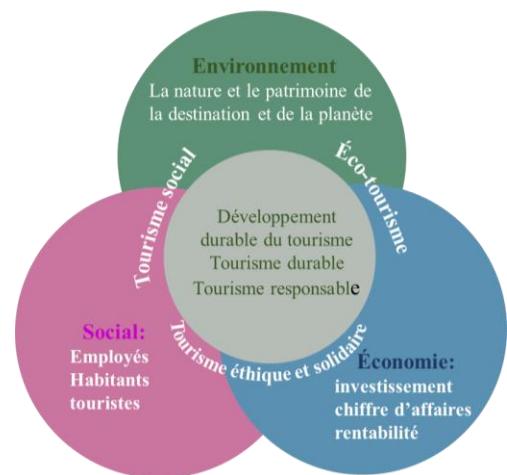 Environnement
La nature et le patrimoine de
la destination et de la planète
Tourisme social
Éco-tourisme
Développement
durable du tourisme
Tourisme durable
Tourisme responsable
Tourisme éthique et solidaire
Social:
Employés
Habitants
touristes
Économie:
investissement
chiffre d’affaires
rentabilité